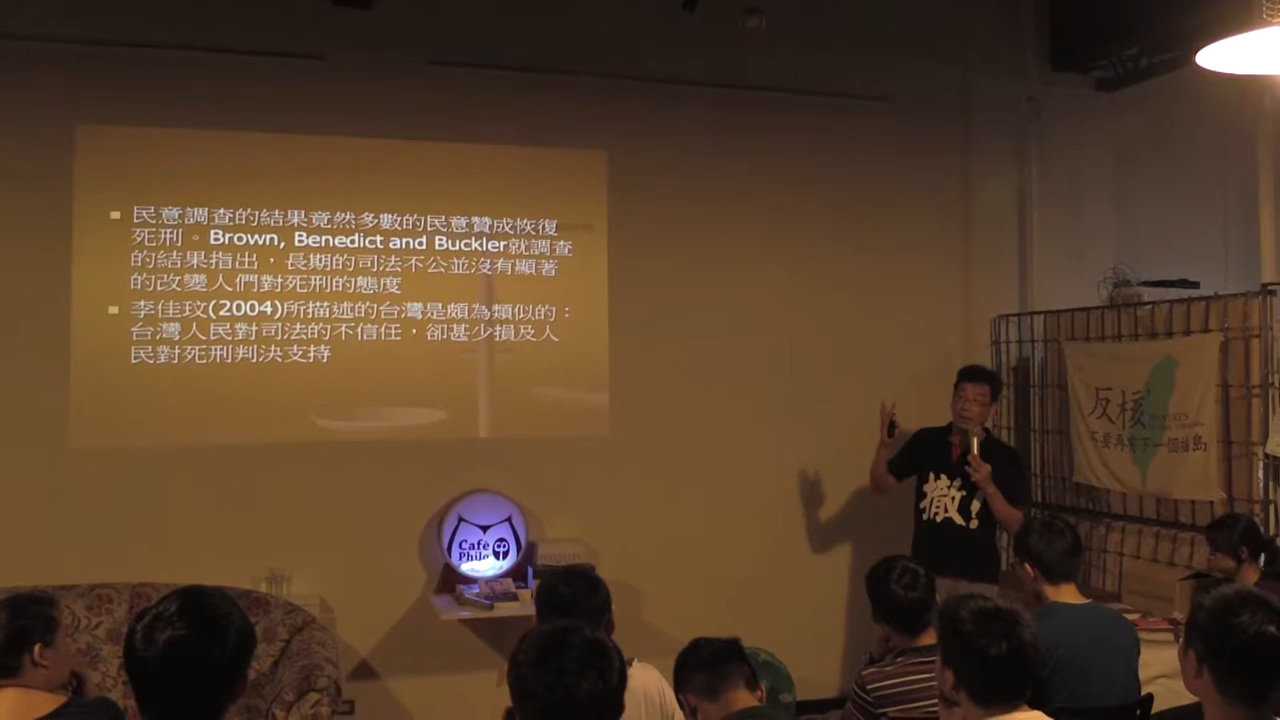 民意調查的結果竟然多數的民意贊成恢復
死刑。Brown, Benedict and Buckler就調查
的結果指出，長期的司法不公並沒有顯著
的改變人們對死刑的態度
李佳玟(2004)所描述的台灣是頗為類似的：
台灣人民對司法的不信任，卻甚少損及人
民對死刑判決支持
Café
Philo
撤!
反核
不要再有下一個福島